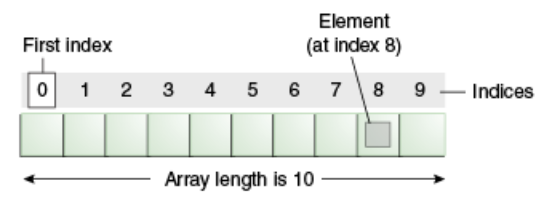 Element
First index
(at index 8)
0 1 2 3 4 5 6 7 8 9
Indices
Array length is 10